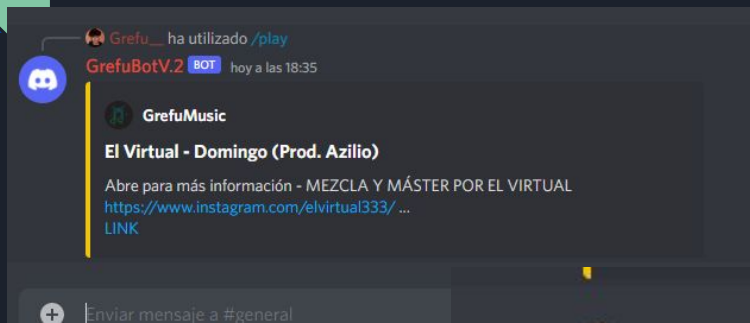 Grefu__ ha utilizado /play
GrefuBotV.2 BOT hoy a las 18:35
GrefuMusic
El Virtual - Domingo (Prod. Azilio)
Abre para más información - MEZCLA Y MÁSTER POR EL VIRTUAL
https://www.instagram.com/elvirtual333/ ...
LINK
Enviar mensaje a #general